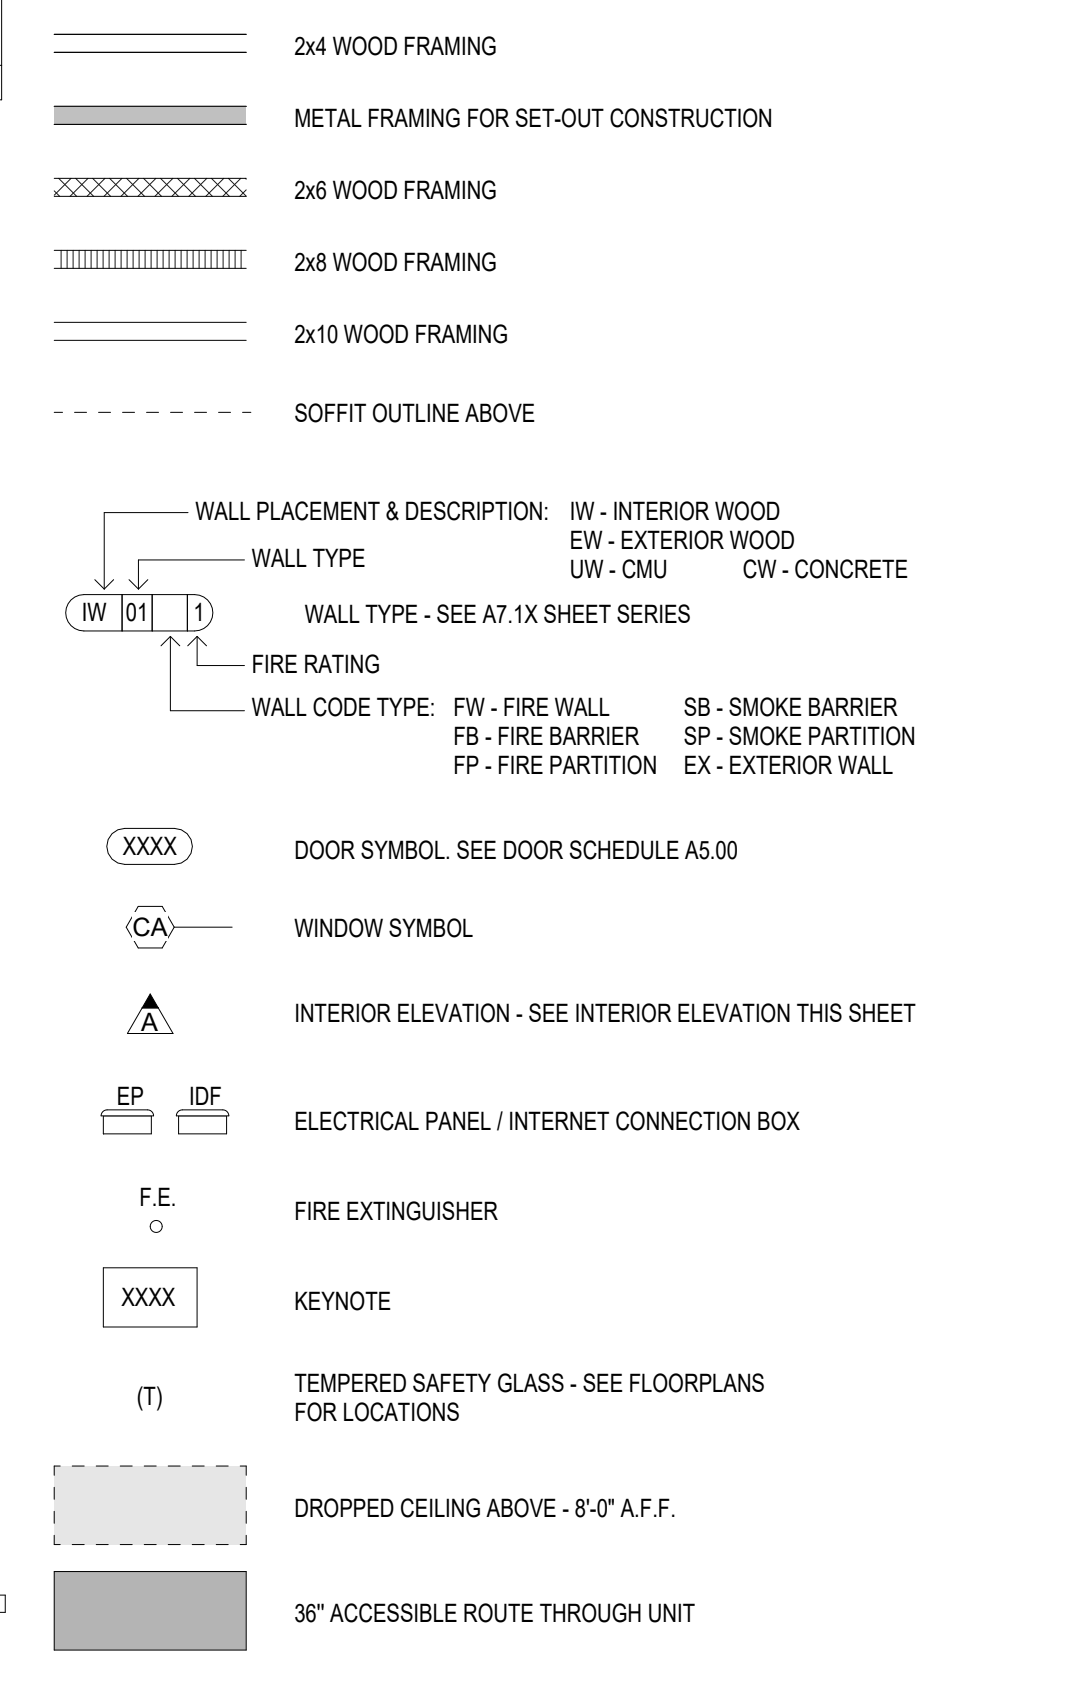 2x4 WOOD FRAMING
METAL FRAMING FOR SET-OUT CONSTRUCTION
2x6 WOOD FRAMING
2x8 WOOD FRAMING
2x10 WOOD FRAMING
SOFFIT OUTLINE ABOVE
WALL PLACEMENT & DESCRIPTION: IW - INTERIOR WOOD
EW - EXTERIOR WOOD
WALL TYPE
UW - CMU CW - CONCRETE
IW 01 1 WALL TYPE - SEE A7.1X SHEET SERIES
FIRE RATING
WALL CODE TYPE: FW - FIRE WALL SB - SMOKE BARRIER
FB - FIRE BARRIER SP - SMOKE PARTITION
FP - FIRE PARTITION EX - EXTERIOR WALL
XXXX DOOR SYMBOL. SEE DOOR SCHEDULE A5.00
CA WINDOW SYMBOL
A INTERIOR ELEVATION - SEE INTERIOR ELEVATION THIS SHEET
EP IDF
ELECTRICAL PANEL / INTERNET CONNECTION BOX
F.E.
FIRE EXTINGUISHER
XXXX KEYNOTE
(T) TEMPERED SAFETY GLASS - SEE FLOORPLANS
FOR LOCATIONS
DROPPED CEILING ABOVE - 8'-0" A.F.F.
36" ACCESSIBLE ROUTE THROUGH UNIT